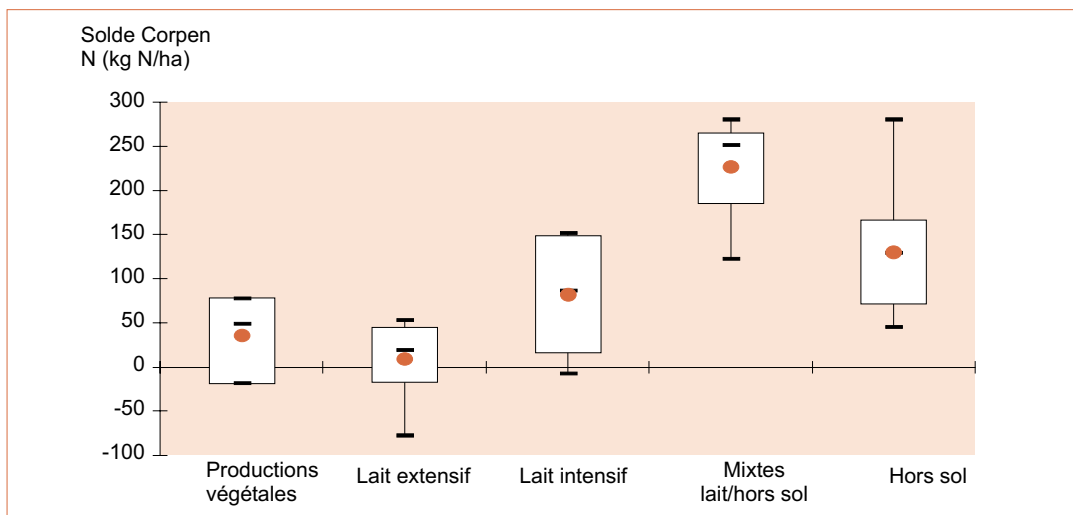 Solde Corpen
N (kg N/ha)
300
250
200
150
100
50
0
-50
-100
Productions
végétales
Lait extensif
Lait intensif
Mixtes
lait/hors sol
Hors sol